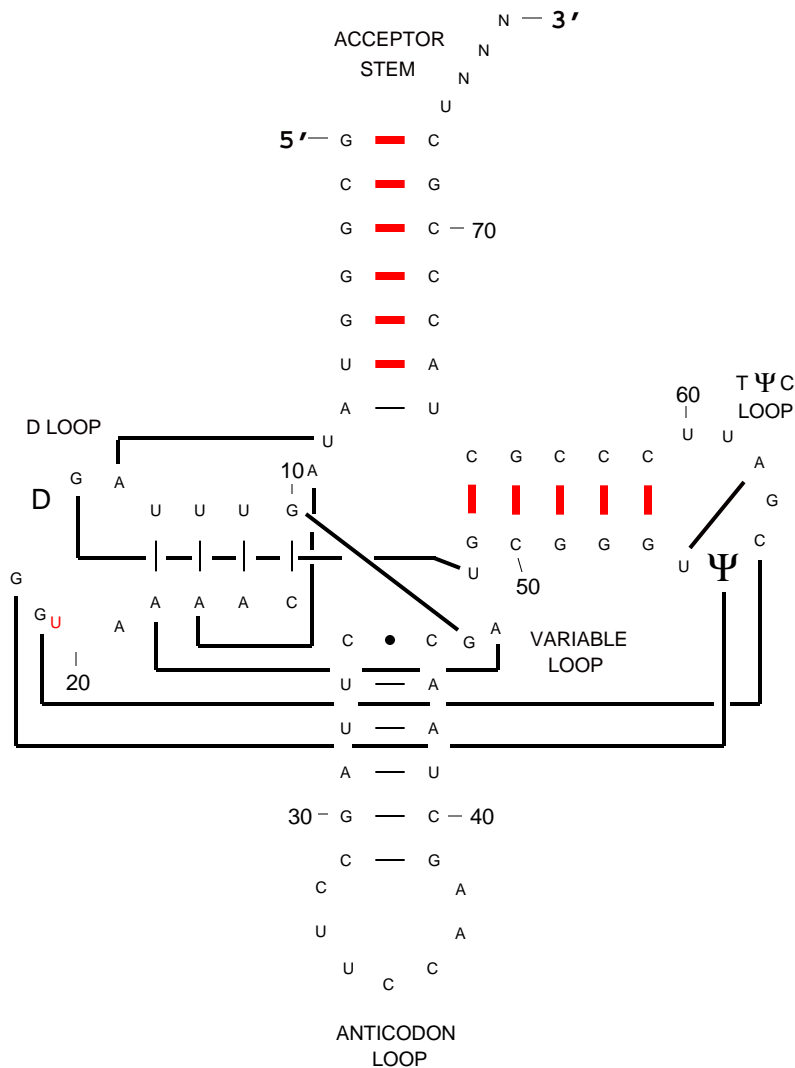 N 3'
ACCEPTOR N
STEM N
U
5' G C
C G
G C 70
G C
G C
U A
A U
T Ψ C
60 LOOP
D LOOP
U U U
G A 10 A C G C C C A
D U U U G G
G C U G G G C
U 50 U Ψ
G A A A C
G U A C C G A VARIABLE
LOOP
20 U A
U A
A U
30 G C 40
C G
C A
U A
U C
C
ANTICODON
LOOP